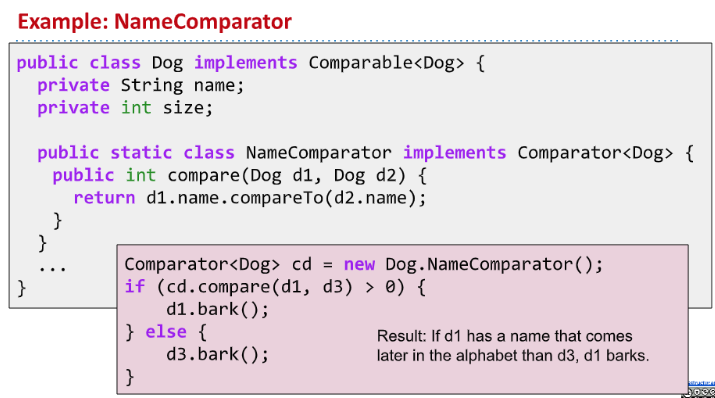 Example: NameComparator
public class Dog implements Comparable<Dog> {
  private String name;
  private int size;
  public static class NameComparator implements Comparator<Dog> {
    public int compare(Dog d1, Dog d2) {
      return d1.name.compareTo(d2.name);
    }
  }
  ...
}
Comparator<Dog> cd = new Dog.NameComparator();
if (cd.compare(d1, d3) > 0) {
    d1.bark();
} else {
    d3.bark();
}
Result: If d1 has a name that comes
later in the alphabet than d3, d1 barks.